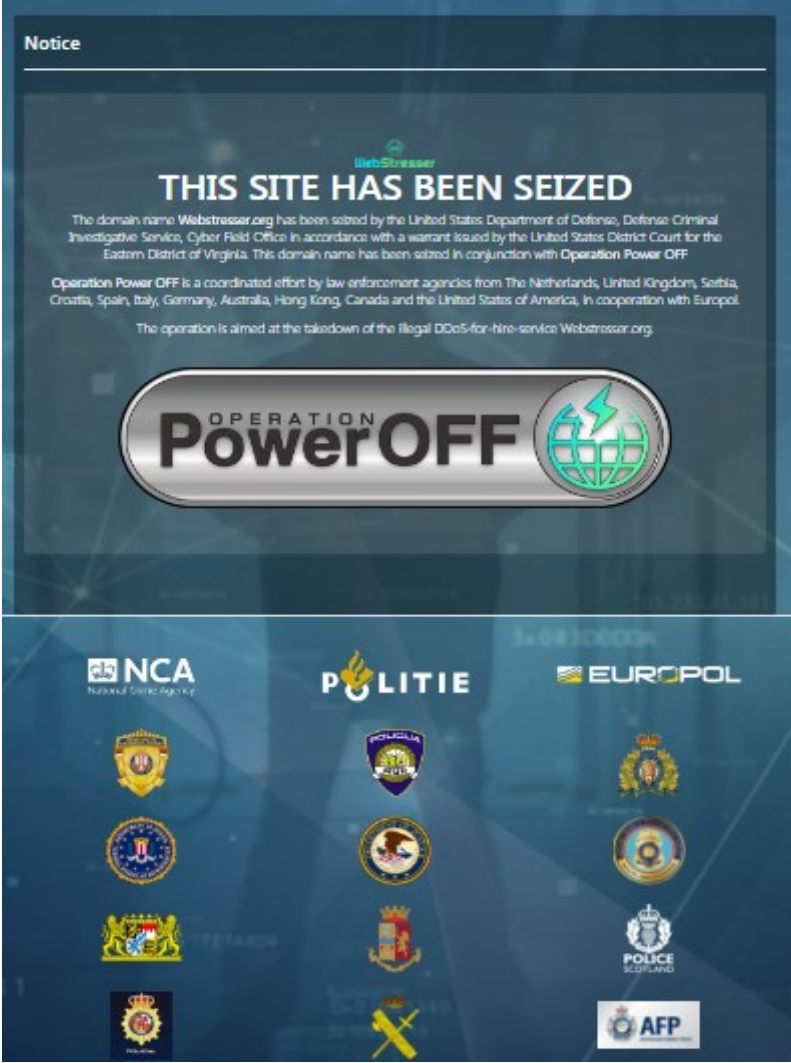 Notice
WebStresser
THIS SITE HAS BEEN SEIZED
The domain name Webstresser.org has been seized by the United States Department of Defense, Defense Criminal
Investigative Service, Cyber Field Office in accordance with a warrant issued by the United States District Court for the
Eastern District of Virginia. This domain name has been seized in conjunction with Operation Power OFF
Operation Power OFF is a coordinated effort by law enforcement agencies from The Netherlands, United Kingdom, Serbia,
Croatia, Spain, Italy, Germany, Australia, Hong Kong, Canada and the United States of America, in cooperation with Europol.
The operation is aimed at the takedown of the illegal DDoS-for-hire-service Webstresser.org.
OPERATION
PowerOFF
NCA
National Crime Agency
POLITIE
EUROPOL
POLICIJA
POLICE
SCOTLAND
AFP